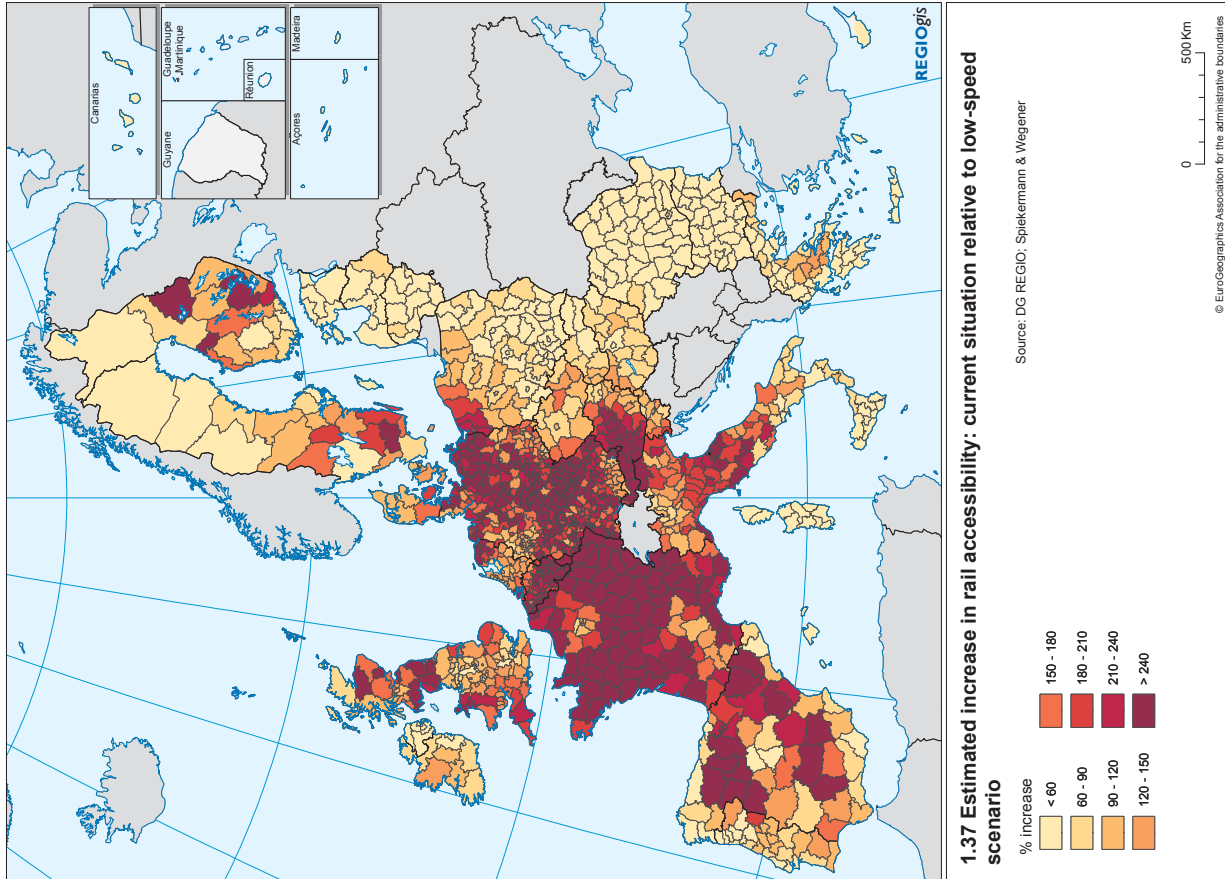 Canarias
Guyane
Guadeloupe
Martinique
Réunion
Açores
Madeira
REGIOgis
1.37 Estimated increase in rail accessibility: current situation relative to low-speed
scenario
% increase
< 60
60 - 90
90 - 120
120 - 150
150 - 180
180 - 210
210 - 240
> 240
Source: DG REGIO; Spiekermann & Wegener
0 500 Km
© EuroGeographics Association for the administrative boundaries